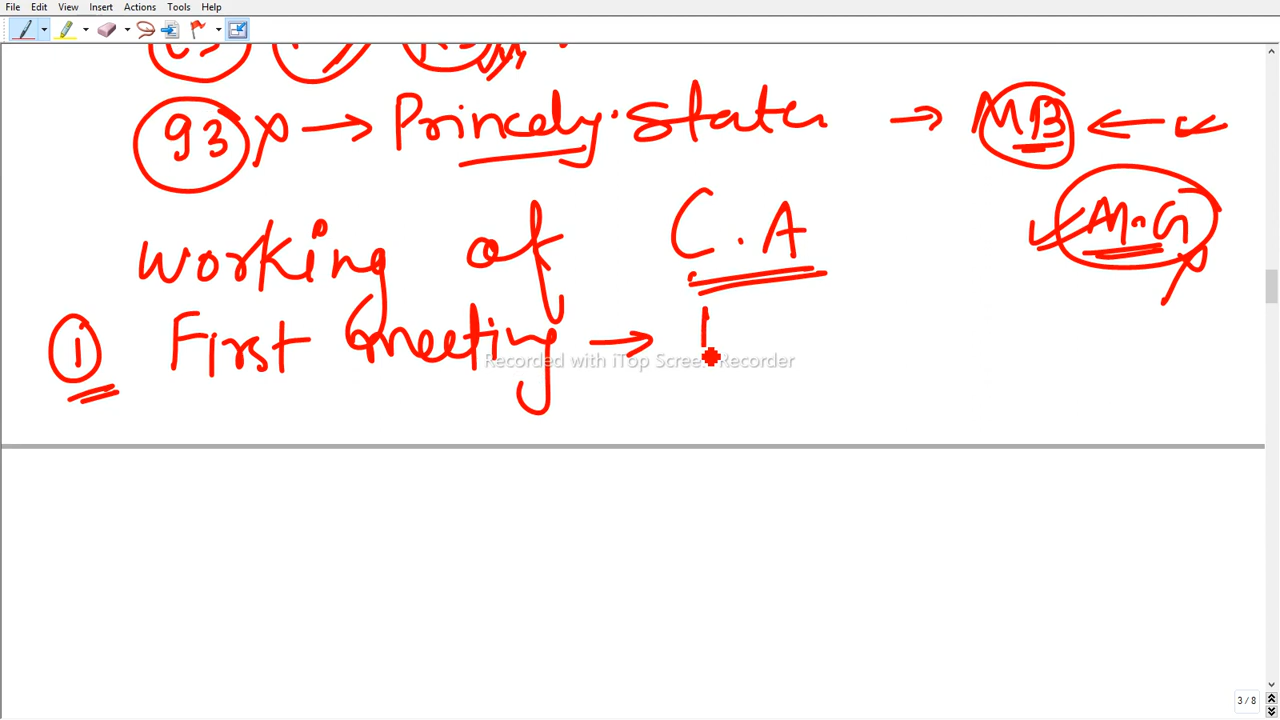 File Edit View Insert Actions Tools Help
93 x → Princely states → MB ←
M.G
Working of C.A
① First meeting →
Recorded with iTop Screen Recorder
3 / 8